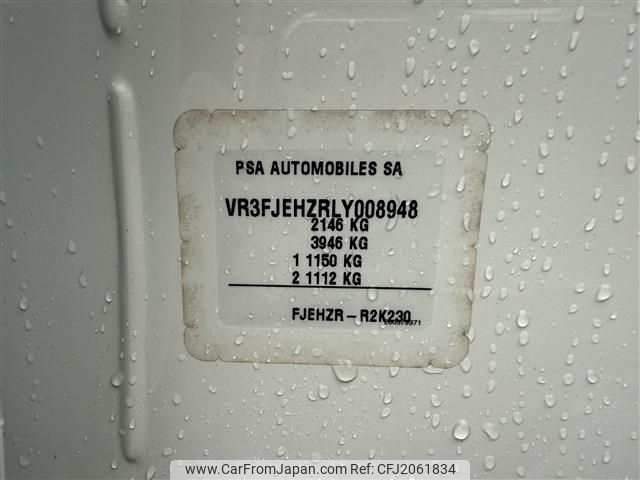 PSA AUTOMOBILES SA
VR3FJEHZRLY008948
2146 KG
3946 KG
1 1150 KG
2 1112 KG
FJEHZR - R2K230
www.CarFromJapan.com | Car Ref: CFJ2061834